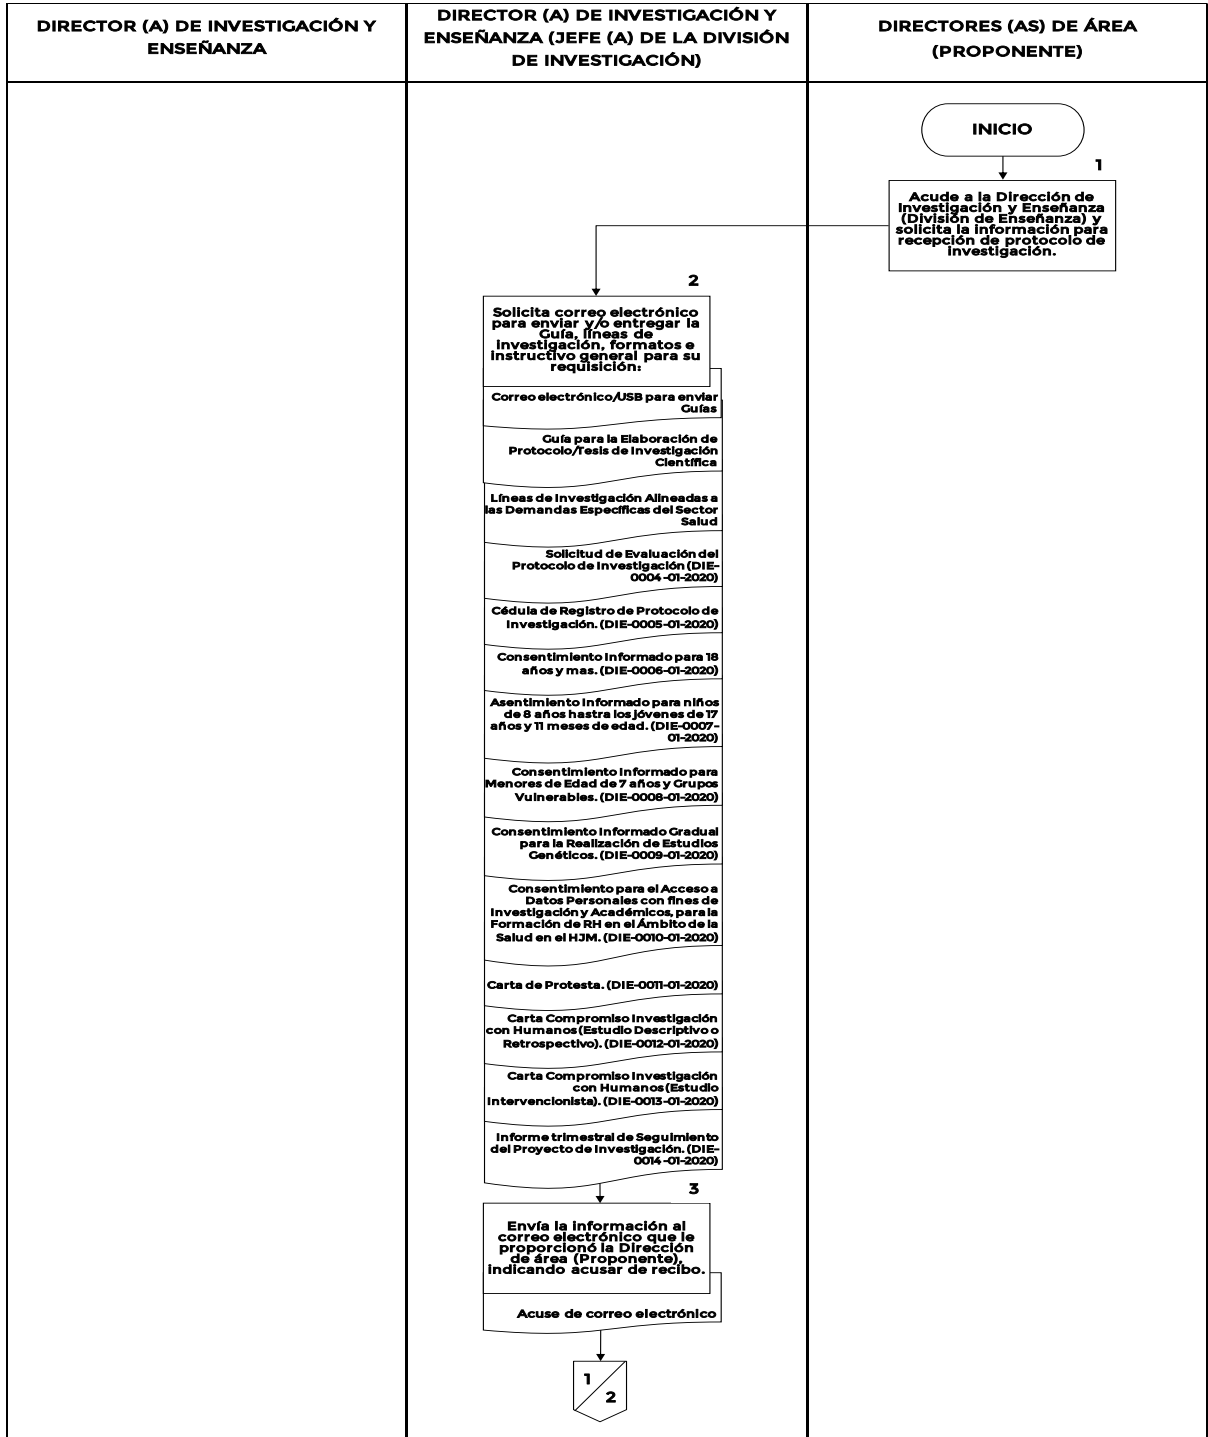 DIRECTOR (A) DE INVESTIGACIÓN Y
ENSEÑANZA
DIRECTOR (A) DE INVESTIGACIÓN Y
ENSEÑANZA (JEFE (A) DE LA DIVISIÓN
DE INVESTIGACIÓN)
DIRECTORES (AS) DE ÁREA
(PROPONENTE)
INICIO
1
Acude a la Dirección de
Investigación y Enseñanza
(División de Enseñanza) y
solicita la información para
recepción de protocolo de
investigación.
2
Solicita correo electrónico
para enviar y/o entregar la
Guía, líneas de
investigación, formatos e
instructivo general para su
requisición:
Correo electrónico/USB para enviar
Guías
Guía para la Elaboración de
Protocolo/Tesis de Investigación
Científica
Líneas de Investigación Alineadas a
las Demandas Específicas del Sector
Salud
Solicitud de Evaluación del
Protocolo de Investigación (DIE-
0004-01-2020)
Cédula de Registro de Protocolo de
Investigación. (DIE-0005-01-2020)
Consentimiento Informado para 18
años y mas. (DIE-0006-01-2020)
Asentimiento Informado para niños
de 8 años hastra los jóvenes de 17
años y 11 meses de edad. (DIE-0007-
01-2020)
Consentimiento Informado para
Menores de Edad de 7 años y Grupos
Vulnerables. (DIE-0008-01-2020)
Consentimiento Informado Gradual
para la Realización de Estudios
Genéticos. (DIE-0009-01-2020)
Consentimiento para el Acceso a
Datos Personales con fines de
Investigación y Académicos, para la
Formación de RH en el Ámbito de la
Salud en el HJM. (DIE-0010-01-2020)
Carta de Protesta. (DIE-0011-01-2020)
Carta Compromiso Investigación
con Humanos (Estudio Descriptivo o
Retrospectivo). (DIE-0012-01-2020)
Carta Compromiso Investigación
con Humanos (Estudio
Intervencionista). (DIE-0013-01-2020)
Informe trimestral de Seguimiento
del Proyecto de Investigación. (DIE-
0014-01-2020)
3
Envía la información al
correo electrónico que le
proporcionó la Dirección
de área (Proponente),
indicando acusar de recibo.
Acuse de correo electrónico
1
2